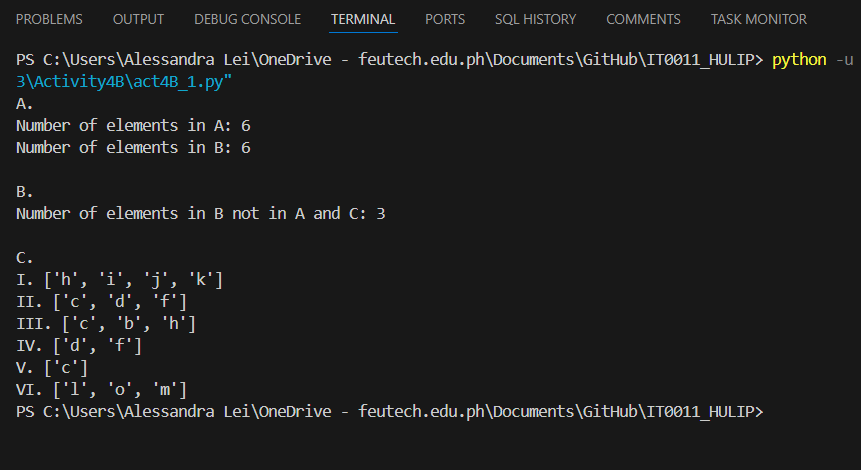 PROBLEMS OUTPUT DEBUG CONSOLE TERMINAL PORTS SQL HISTORY COMMENTS TASK MONITOR
PS C:\Users\Alessandra Lei\OneDrive - feutech.edu.ph\Documents\GitHub\IT0011_HULIP> python -u
3\Activity4B\act4B_1.py"
A.
Number of elements in A: 6
Number of elements in B: 6
B.
Number of elements in B not in A and C: 3
C.
I. ['h', 'i', 'j', 'k']
II. ['c', 'd', 'f']
III. ['c', 'b', 'h']
IV. ['d', 'f']
V. ['c']
VI. ['l', 'o', 'm']
PS C:\Users\Alessandra Lei\OneDrive - feutech.edu.ph\Documents\GitHub\IT0011_HULIP>